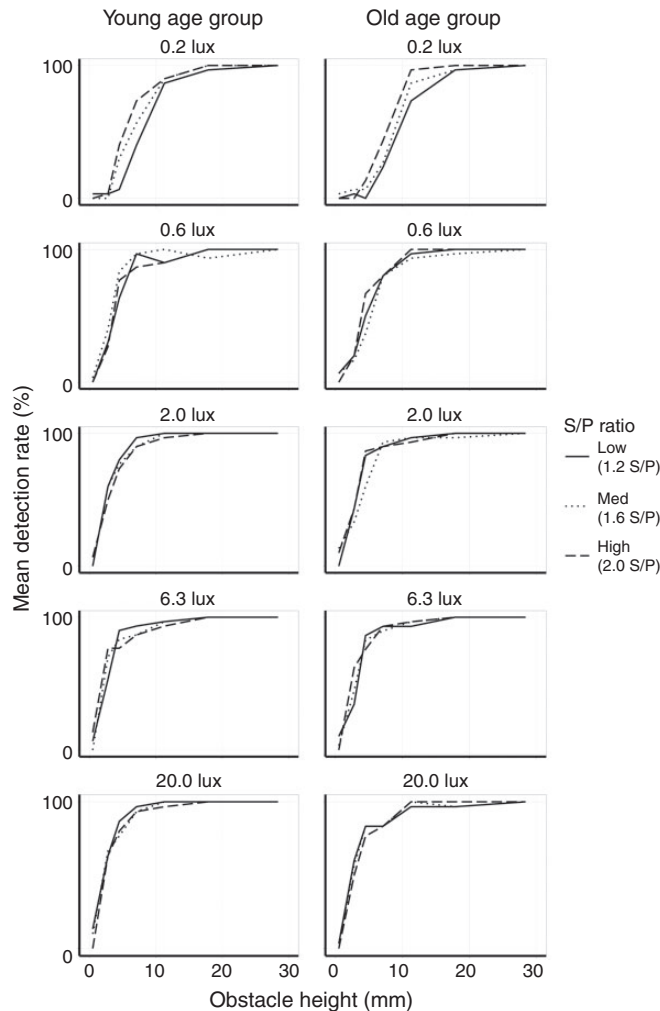 Young age group
Old age group
0.2 lux
0.2 lux
100
0
0.6 lux
0.6 lux
100
0
2.0 lux
2.0 lux
100
0
6.3 lux
6.3 lux
100
0
20.0 lux
20.0 lux
100
0
0 10 20 30
0 10 20 30
Mean detection rate (%)
Obstacle height (mm)
S/P ratio
Low
(1.2 S/P)
Med
(1.6 S/P)
High
(2.0 S/P)